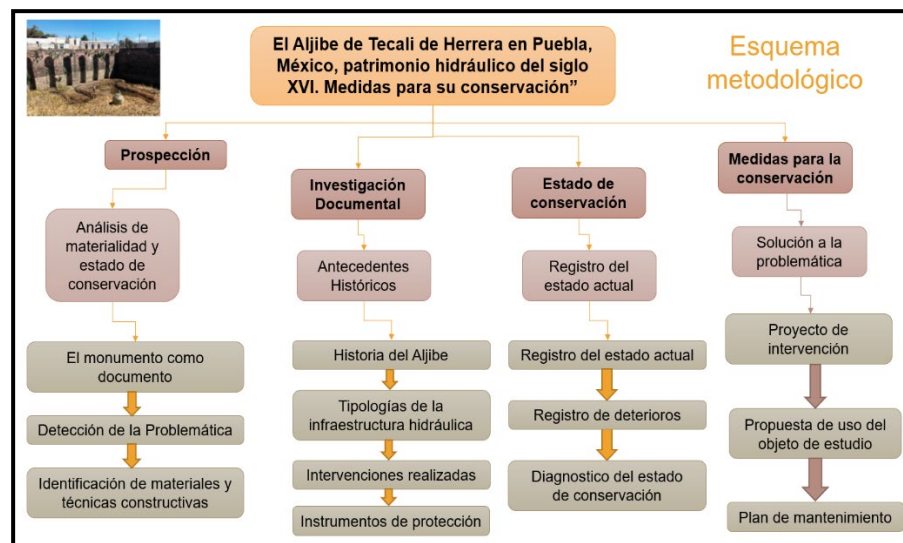 El Aljibe de Tecali de Herrera en Puebla,
México, patrimonio hidráulico del siglo
XVI. Medidas para su conservación”
Esquema
metodológico
Prospección
Análisis de
materialidad y
estado de
conservación
El monumento como
documento
Detección de la Problemática
Identificación de materiales y
técnicas constructivas
Investigación
Documental
Antecedentes
Históricos
Historia del Aljibe
Tipologías de la
infraestructura hidráulica
Intervenciones realizadas
Instrumentos de protección
Estado de
conservación
Registro del
estado actual
Registro del estado actual
Registro de deterioros
Diagnostico del estado
de conservación
Medidas para la
conservación
Solución a la
problemática
Proyecto de
intervención
Propuesta de uso del
objeto de estudio
Plan de mantenimiento